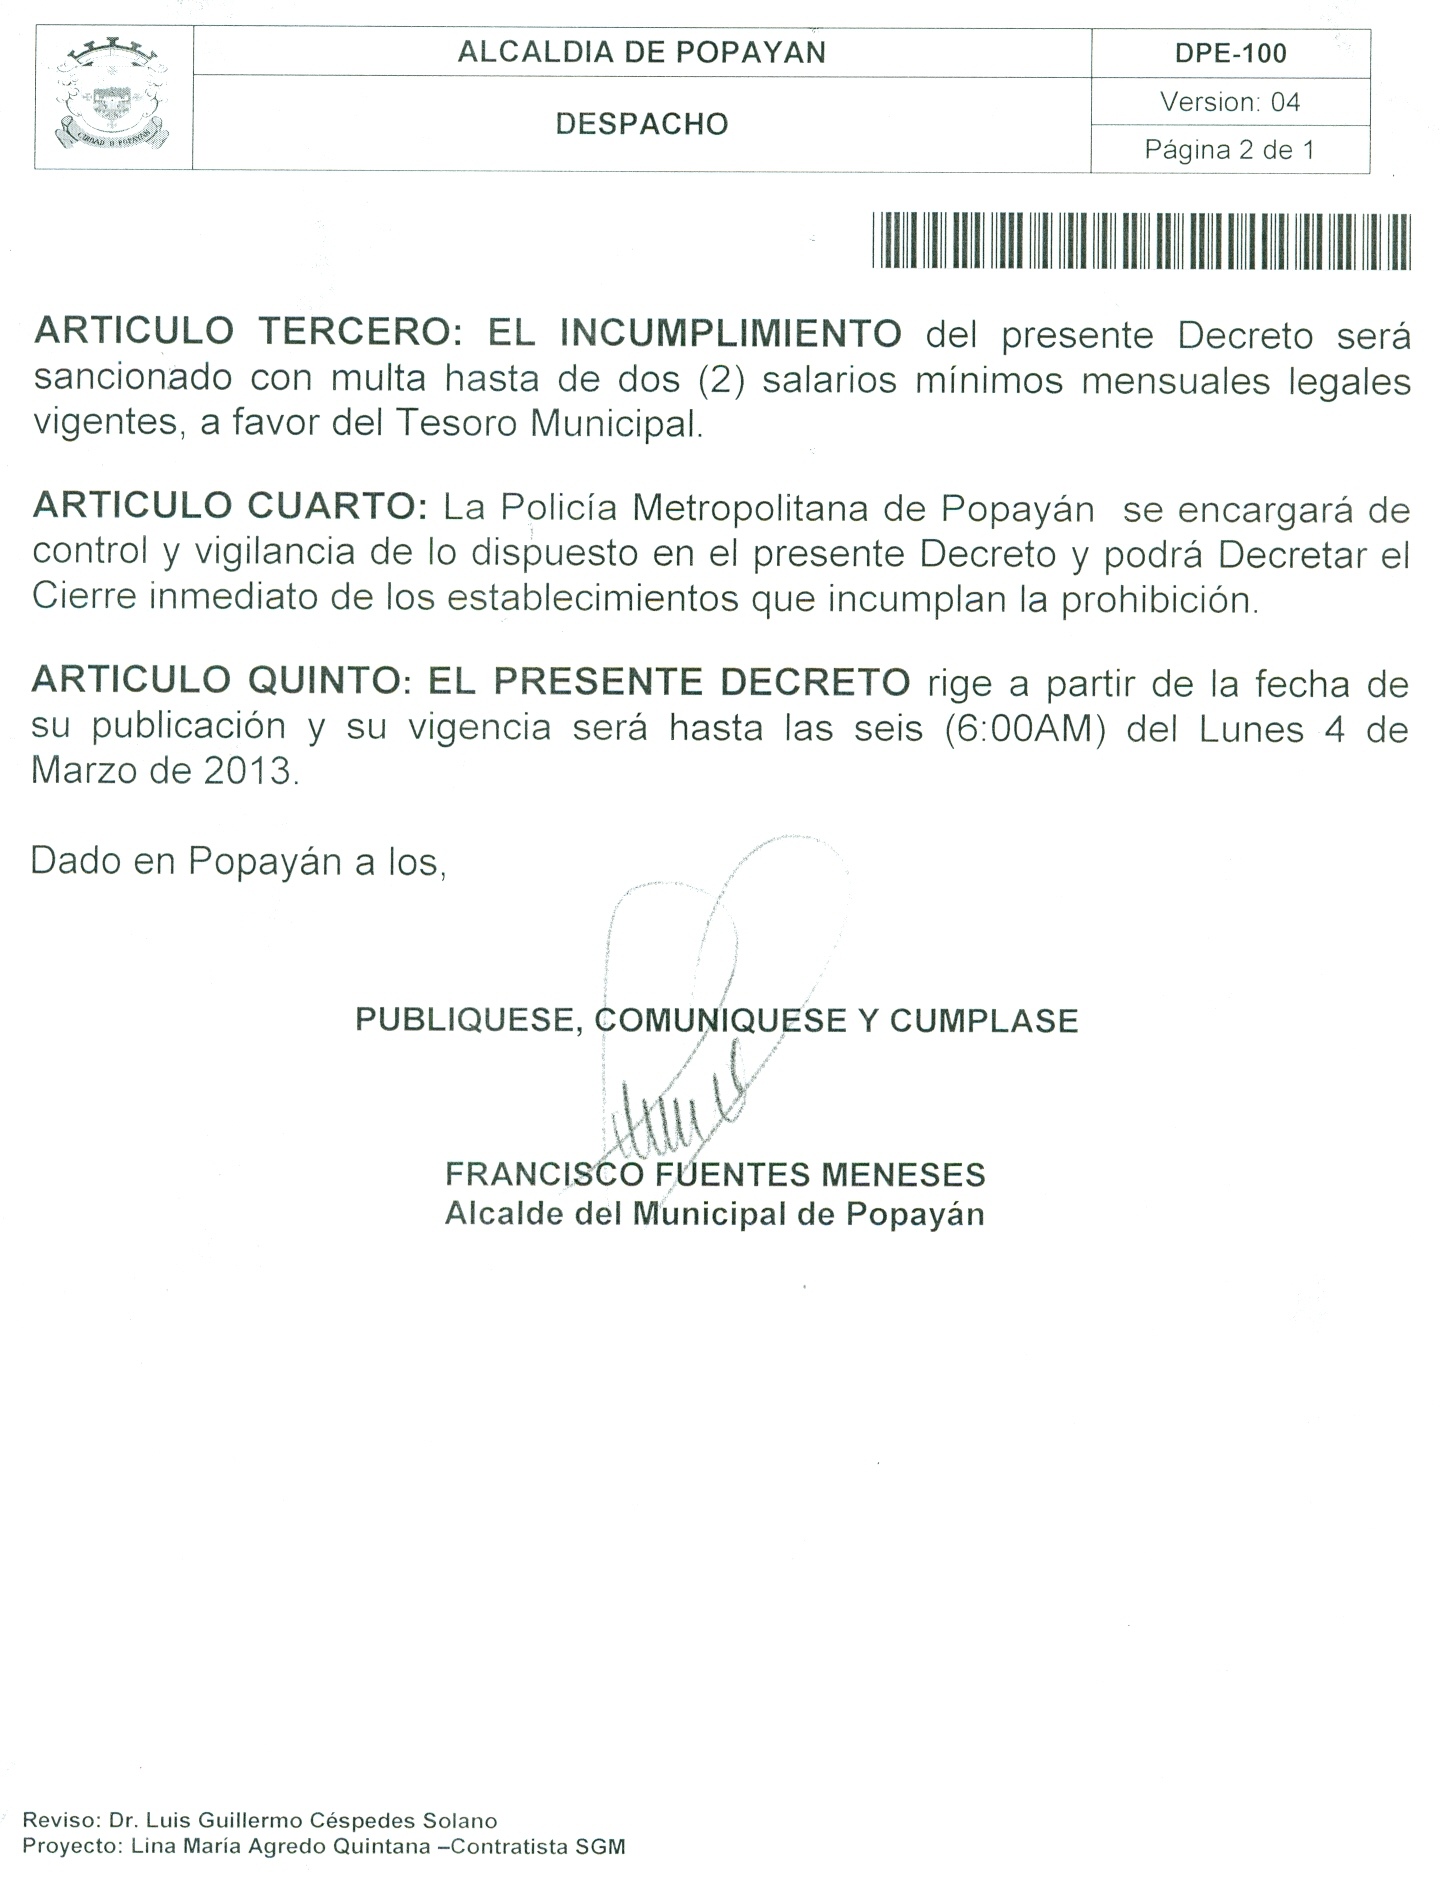 ALCALDIA DE POPAYAN
DPE-100
DESPACHO
Version: 04
Página 2 de 1
CIUDAD D POPAYAN
ARTICULO TERCERO: EL INCUMPLIMIENTO del presente Decreto será
sancionado con multa hasta de dos (2) salarios mínimos mensuales legales
vigentes, a favor del Tesoro Municipal.
ARTICULO CUARTO: La Policía Metropolitana de Popayán se encargará de
control y vigilancia de lo dispuesto en el presente Decreto y podrá Decretar el
Cierre inmediato de los establecimientos que incumplan la prohibición.
ARTICULO QUINTO: EL PRESENTE DECRETO rige a partir de la fecha de
su publicación y su vigencia será hasta las seis (6:00AM) del Lunes 4 de
Marzo de 2013.
Dado en Popayán a los,
PUBLIQUESE, COMUNIQUESE Y CUMPLASE
FRANCISCO FUENTES MENESES
Alcalde del Municipal de Popayán
Reviso: Dr. Luis Guillermo Céspedes Solano
Proyecto: Lina María Agredo Quintana –Contratista SGM